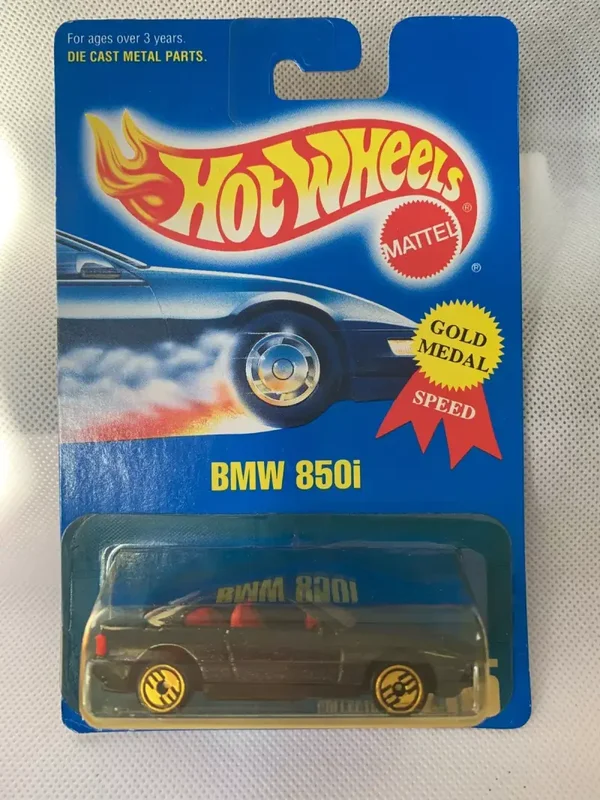 For ages over 3 years.
DIE CAST METAL PARTS.
HOT WHEELS
®
MATTEL
®
GOLD
MEDAL
SPEED
BMW 850i